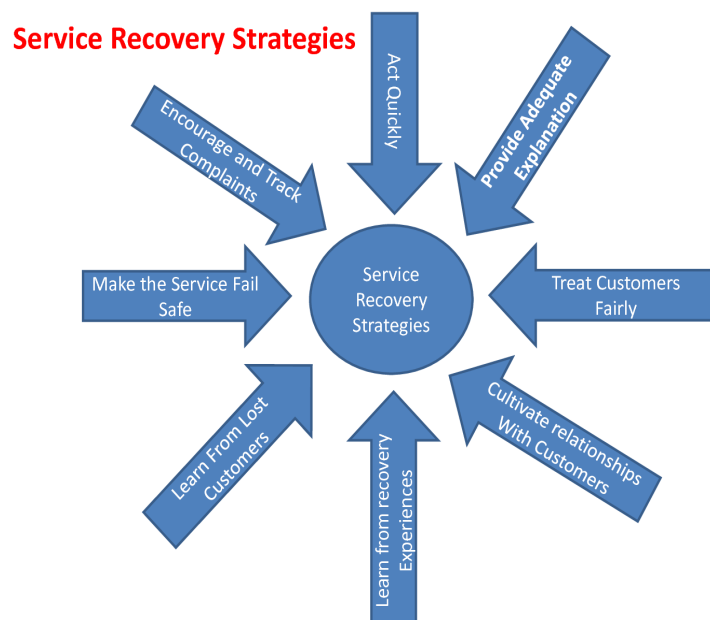 Service Recovery Strategies
Act Quickly
Provide Adequate
Explanation
Encourage and Track
Complaints
Make the Service Fail
Safe
Service
Recovery
Strategies
Treat Customers
Fairly
Learn From Lost
Customers
Learn from recovery
Experiences
Cultivate relationships
With Customers